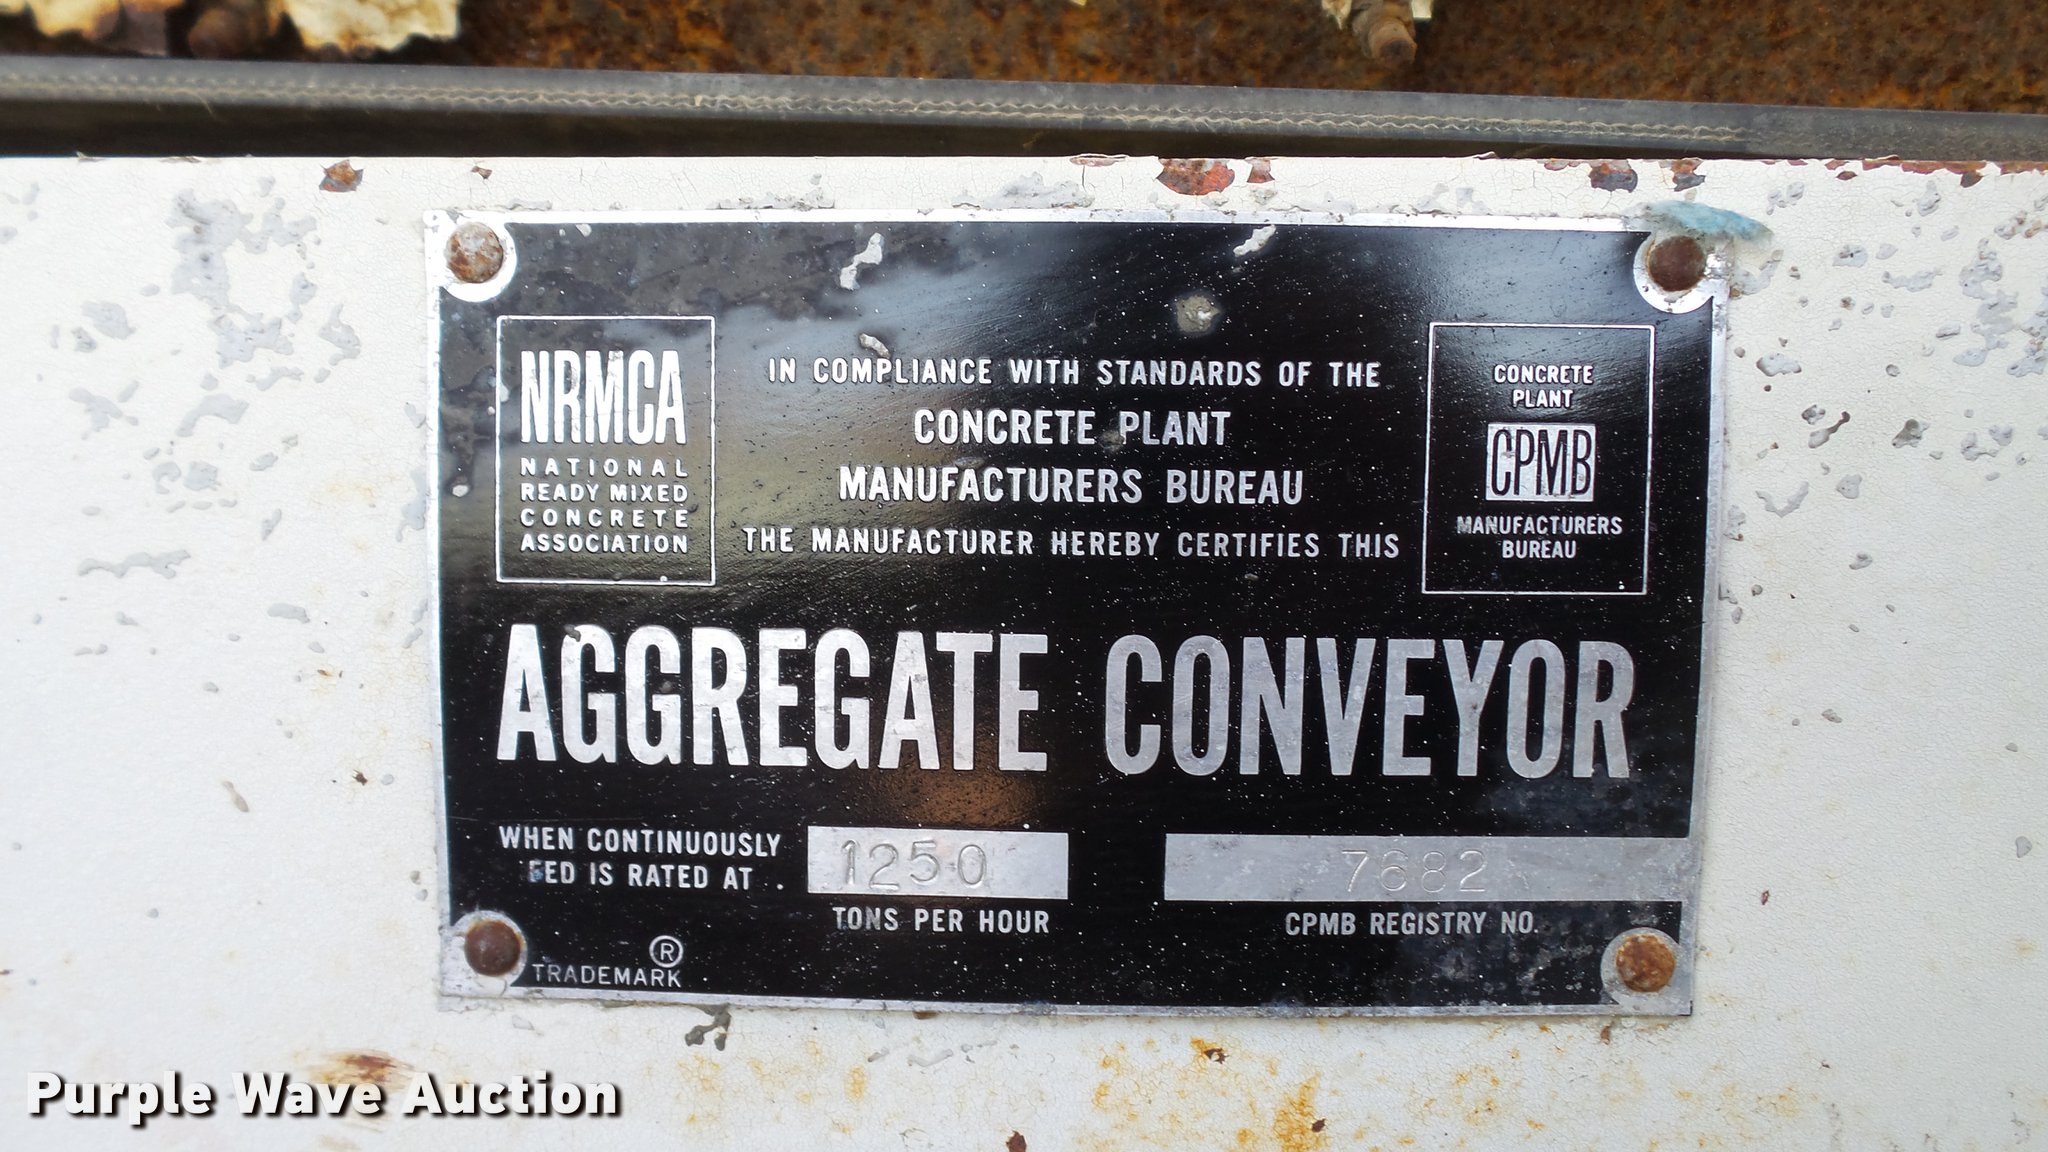 NRMCA
NATIONAL
READY MIXED
CONCRETE
ASSOCIATION
IN COMPLIANCE WITH STANDARDS OF THE
CONCRETE PLANT
MANUFACTURERS BUREAU
THE MANUFACTURER HEREBY CERTIFIES THIS
CONCRETE
PLANT
CPMB
MANUFACTURERS
BUREAU
AGGREGATE CONVEYOR
WHEN CONTINUOUSLY
FED IS RATED AT .
1250
TONS PER HOUR
7682
CPMB REGISTRY NO.
®
TRADEMARK
Purple Wave Auction